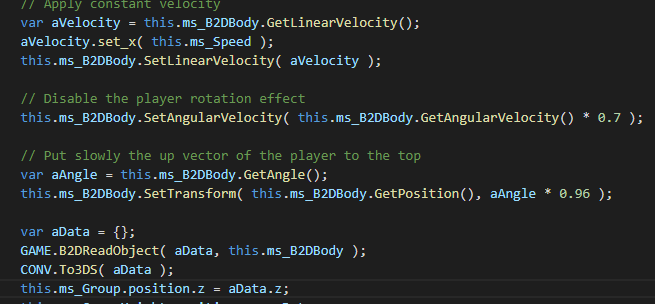 // Apply constant velocity
var aVelocity = this.ms_B2DBody.GetLinearVelocity();
aVelocity.set_x( this.ms_Speed );
this.ms_B2DBody.SetLinearVelocity( aVelocity );
// Disable the player rotation effect
this.ms_B2DBody.SetAngularVelocity( this.ms_B2DBody.GetAngularVelocity() * 0.7 );
// Put slowly the up vector of the player to the top
var aAngle = this.ms_B2DBody.GetAngle();
this.ms_B2DBody.SetTransform( this.ms_B2DBody.GetPosition(), aAngle * 0.96 );
var aData = {};
GAME.B2DReadObject( aData, this.ms_B2DBody );
CONV.To3DS( aData );
this.ms_Group.position.z = aData.z;